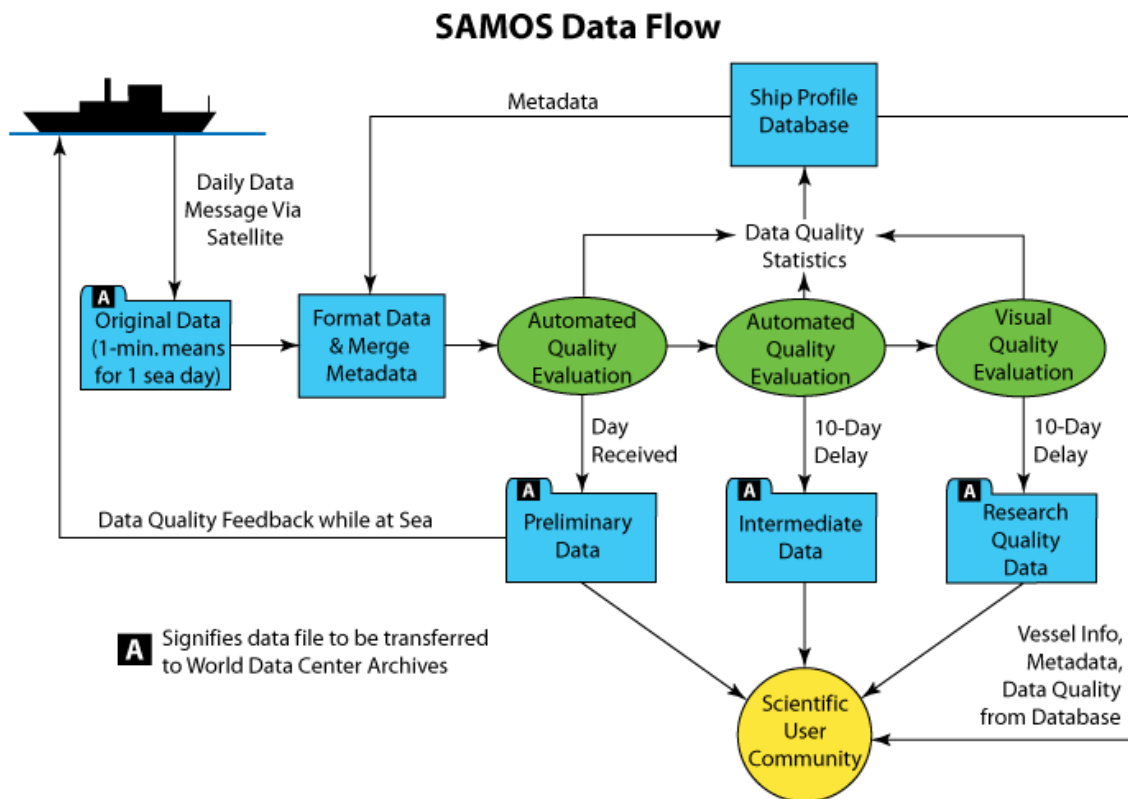 SAMOS Data Flow
Metadata
Ship Profile
Database
Daily Data
Message Via
Satellite
Data Quality
Statistics
A
Original Data
(1-min. means
for 1 sea day)
Format Data
& Merge
Metadata
Automated
Quality
Evaluation
Automated
Quality
Evaluation
Visual
Quality
Evaluation
Day
Received
10-Day
Delay
10-Day
Delay
Data Quality Feedback while at Sea
A
Preliminary
Data
A
Intermediate
Data
A
Research
Quality
Data
A
Signifies data file to be transferred
to World Data Center Archives
Vessel Info,
Metadata,
Data Quality
from Database
Scientific
User
Community